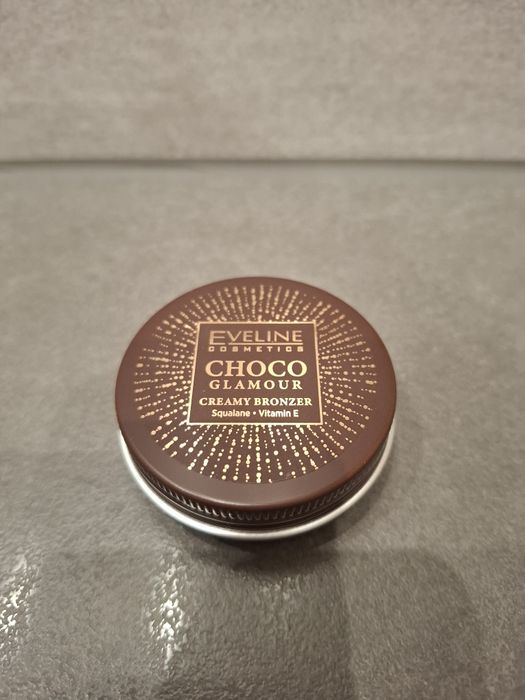 EVELINE
COSMETICS
CHOCO
GLAMOUR
CREAMY BRONZER
Squalane • Vitamin E